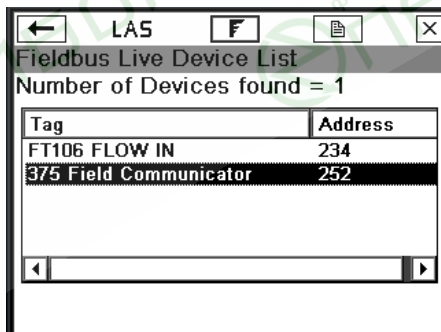 LAS F
Fieldbus Live Device List
Number of Devices found = 1
Tag Address
FT106 FLOW IN 234
375 Field Communicator 252